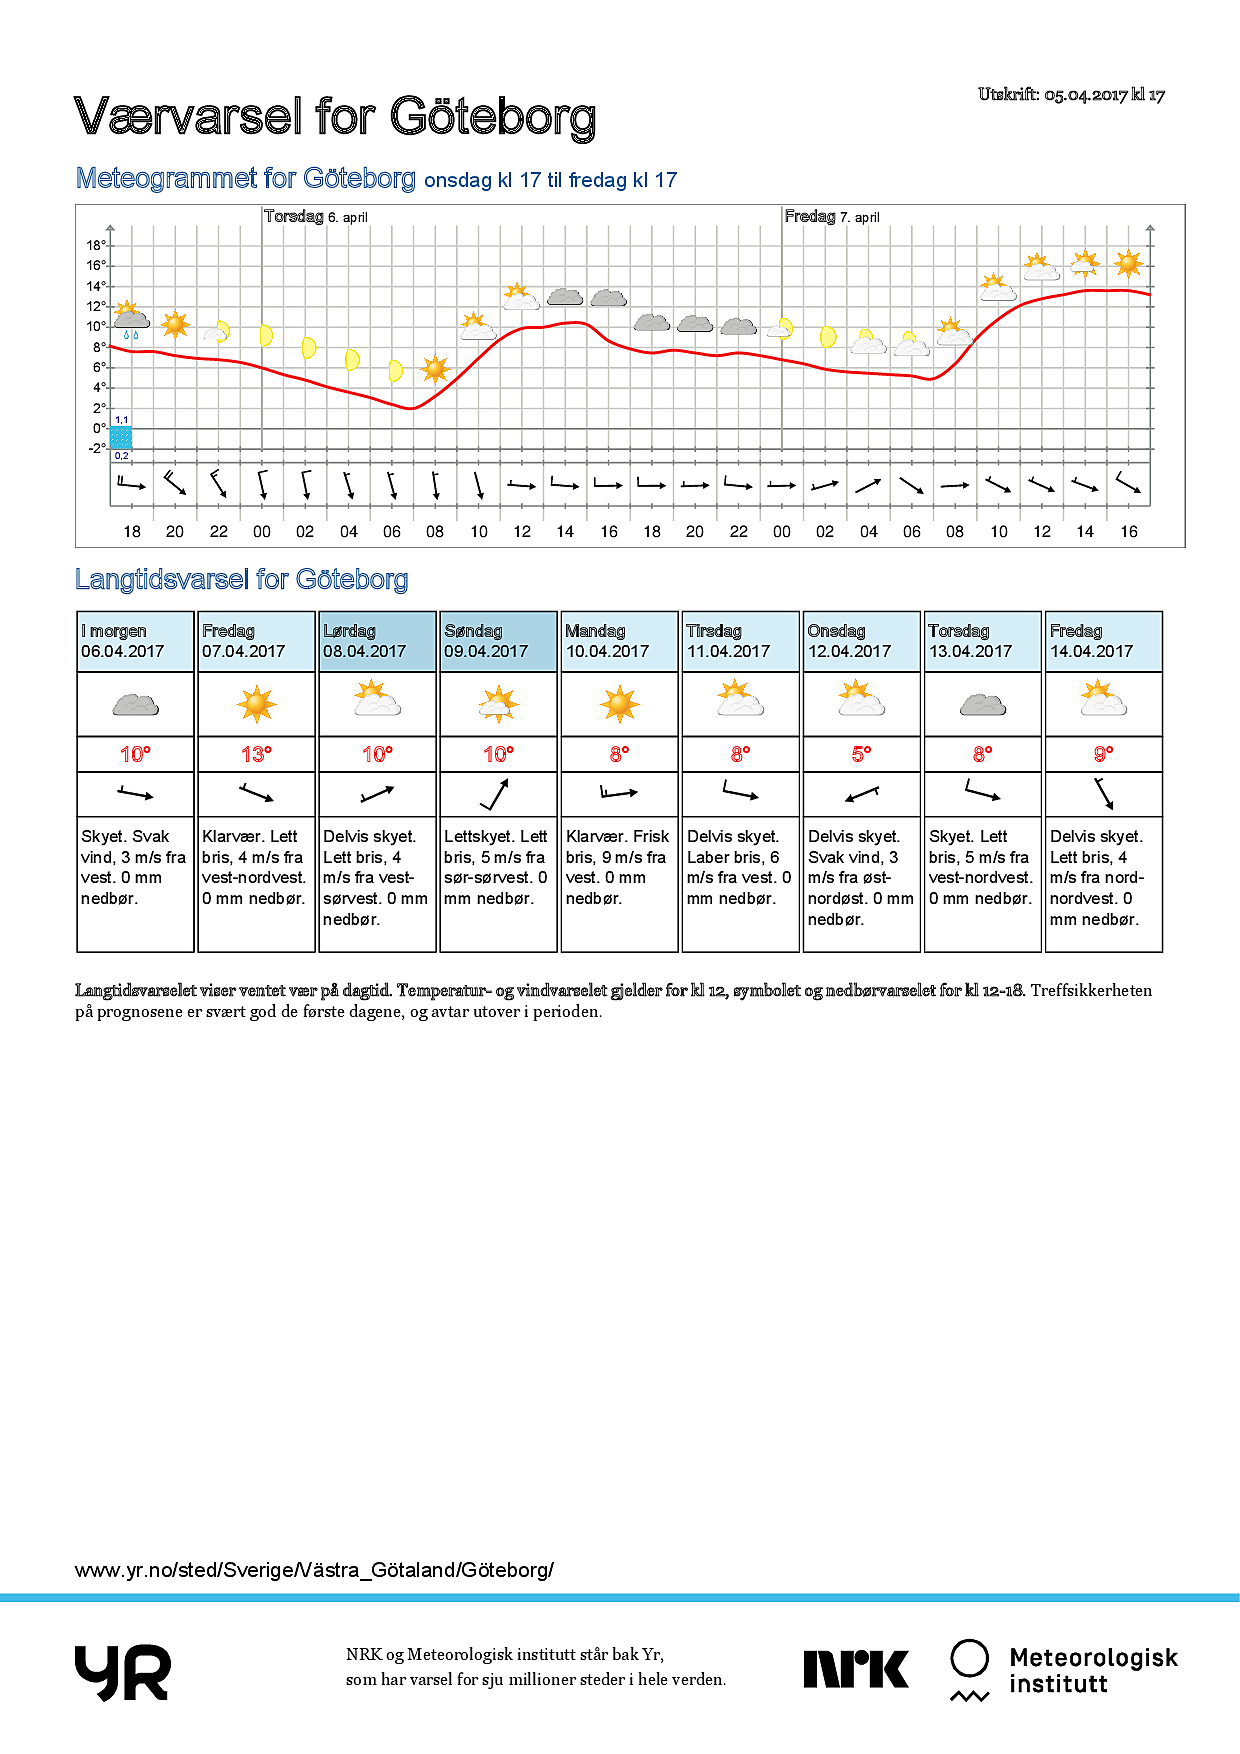 Værvarsel for Göteborg
Utskrift: 05.04.2017 kl 17
Meteogrammet for Göteborg onsdag kl 17 til fredag kl 17
Torsdag 6. april
Fredag 7. april
18°
16°
14°
12°
10°
8°
6°
4°
2°
0°
-2°
1,1
0,2
18 20 22 00 02 04 06 08 10 12 14 16 18 20 22 00 02 04 06 08 10 12 14 16
Langtidsvarsel for Göteborg
I morgen Fredag Lørdag Søndag Mandag Tirsdag Onsdag Torsdag Fredag
06.04.2017 07.04.2017 08.04.2017 09.04.2017 10.04.2017 11.04.2017 12.04.2017 13.04.2017 14.04.2017
10° 13° 10° 10° 8° 8° 5° 8° 9°
Skyet. Svak
vind, 3 m/s fra
vest. 0 mm
nedbør.
Klarvær. Lett
bris, 4 m/s fra
vest-nordvest.
0 mm nedbør.
Delvis skyet.
Lett bris, 4
m/s fra vest-
sørvest. 0 mm
nedbør.
Lettskyet. Lett
bris, 5 m/s fra
sør-sørvest. 0
mm nedbør.
Klarvær. Frisk
bris, 9 m/s fra
vest. 0 mm
nedbør.
Delvis skyet.
Laber bris, 6
m/s fra vest. 0
mm nedbør.
Delvis skyet.
Svak vind, 3
m/s fra øst-
nordøst. 0 mm
nedbør.
Skyet. Lett
bris, 5 m/s fra
vest-nordvest.
0 mm nedbør.
Delvis skyet.
Lett bris, 4
m/s fra nord-
nordvest. 0
mm nedbør.
Langtidsvarselet viser ventet vær på dagtid. Temperatur- og vindvarselet gjelder for kl 12, symbolet og nedbørvarselet for kl 12-18. Treffsikkerheten
på prognosene er svært god de første dagene, og avtar utover i perioden.
www.yr.no/sted/Sverige/Västra_Götaland/Göteborg/
YR
NRK og Meteorologisk institutt står bak Yr,
som har varsel for sju millioner steder i hele verden.
NRK
Meteorologisk
institutt